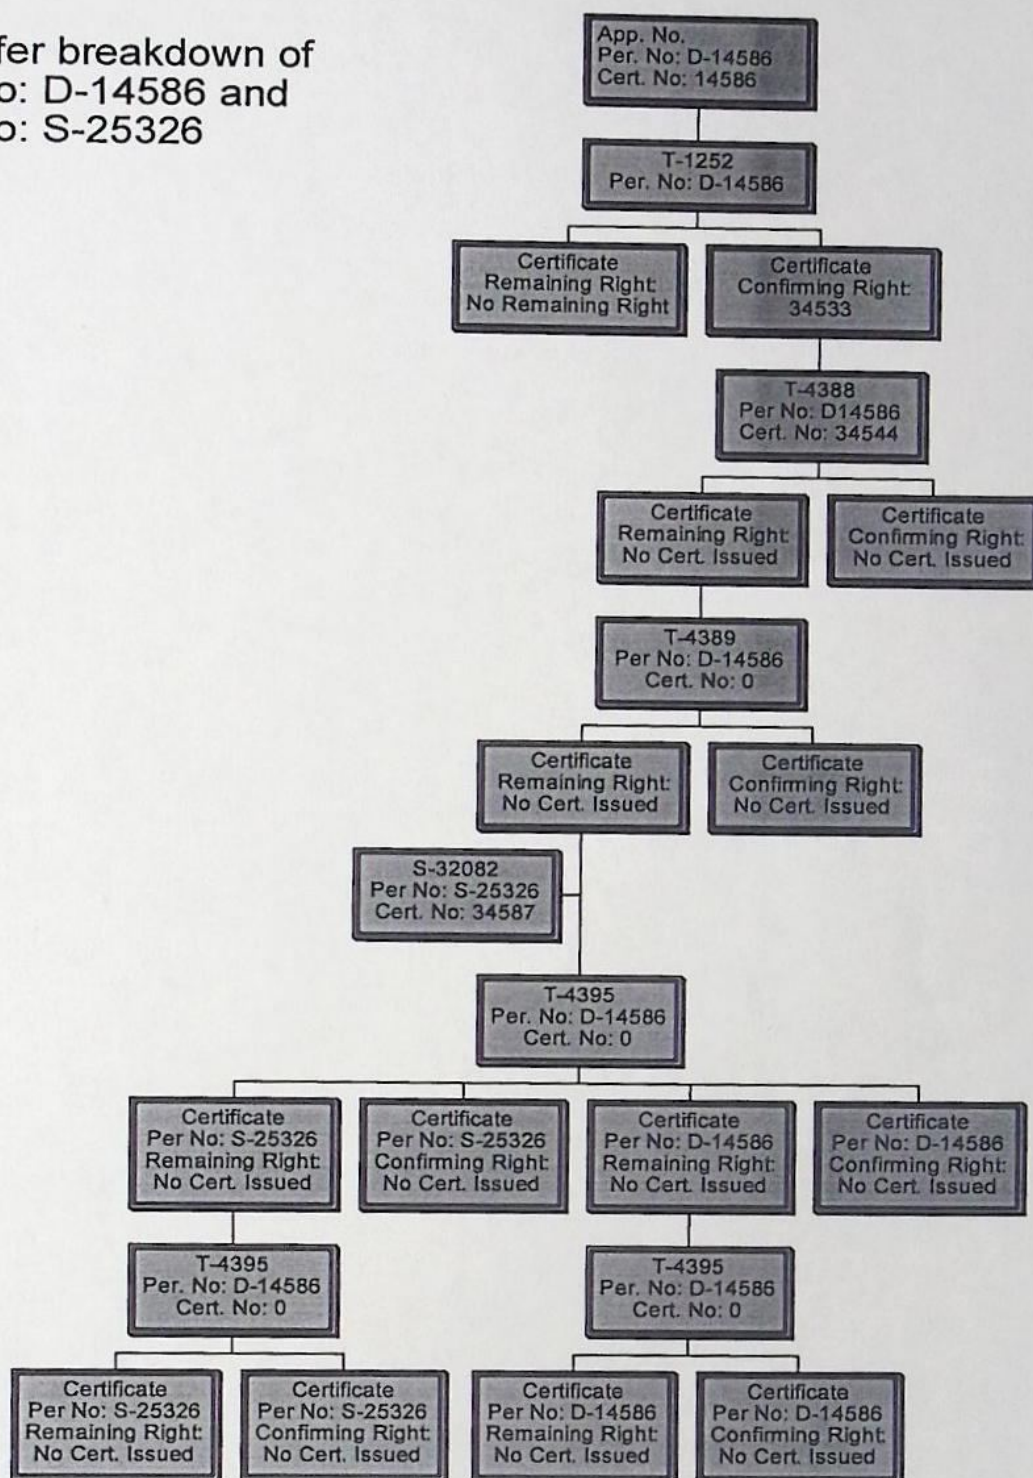 fer breakdown of
o: D-14586 and
o: S-25326
App. No.
Per. No: D-14586
Cert. No: 14586
T-1252
Per. No: D-14586
Certificate
Remaining Right:
No Remaining Right
Certificate
Confirming Right:
34533
T-4388
Per No: D14586
Cert. No: 34544
Certificate
Remaining Right:
No Cert. Issued
Certificate
Confirming Right:
No Cert. Issued
T-4389
Per No: D-14586
Cert. No: 0
Certificate
Remaining Right:
No Cert. Issued
Certificate
Confirming Right:
No Cert. Issued
S-32082
Per No: S-25326
Cert. No: 34587
T-4395
Per. No: D-14586
Cert. No: 0
Certificate
Per No: S-25326
Remaining Right:
No Cert. Issued
Certificate
Per No: S-25326
Confirming Right:
No Cert. Issued
Certificate
Per No: D-14586
Remaining Right:
No Cert. Issued
Certificate
Per No: D-14586
Confirming Right:
No Cert. Issued
T-4395
Per. No: D-14586
Cert. No: 0
T-4395
Per. No: D-14586
Cert. No: 0
Certificate
Per No: S-25326
Remaining Right:
No Cert. Issued
Certificate
Per No: S-25326
Confirming Right:
No Cert. Issued
Certificate
Per No: D-14586
Remaining Right:
No Cert. Issued
Certificate
Per No: D-14586
Confirming Right:
No Cert. Issued